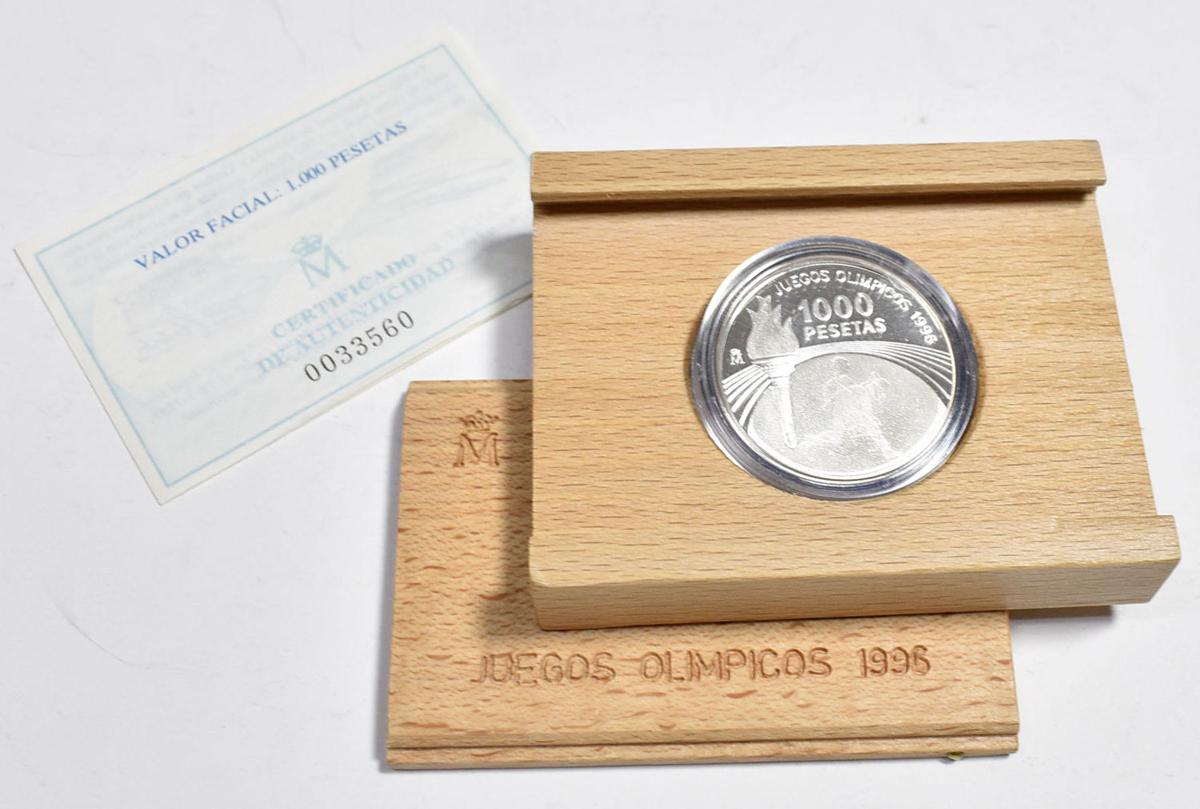 VALOR FACIAL: 1.000 PESETAS
M
CERTIFICADO
DE AUTENTICIDAD
0033560
JUEGOS OLIMPICOS 1996
1000
PESETAS
M
M
JUEGOS OLIMPICOS 1996